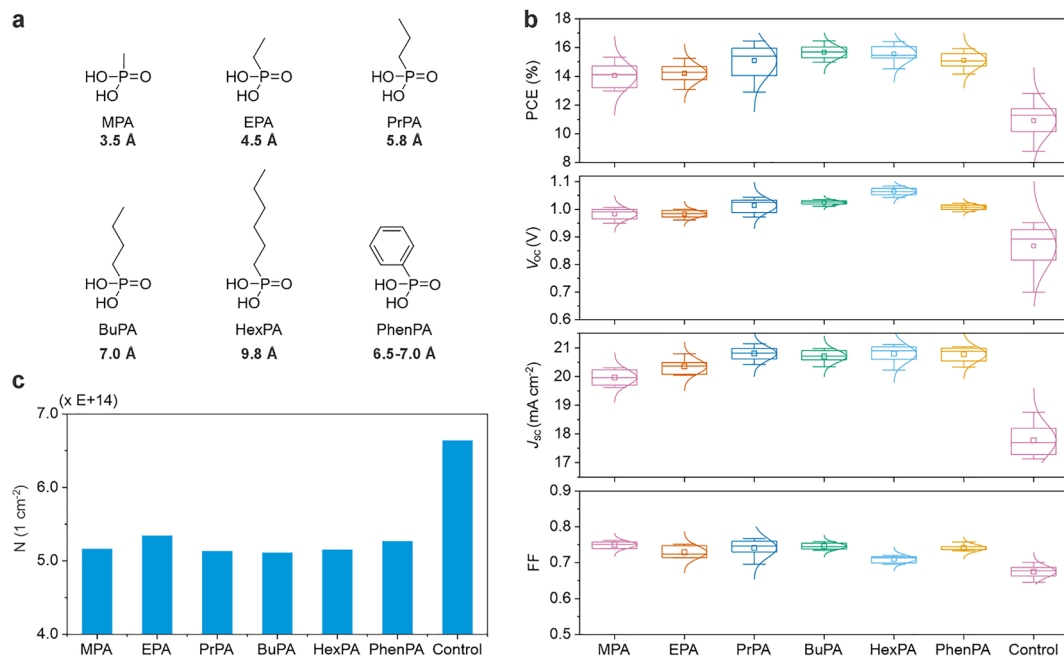 a
HO
P
O
HO
MPA
3.5 Å
HO
P
O
HO
EPA
4.5 Å
HO
P
O
HO
PrPA
5.8 Å
HO
P
O
HO
BuPA
7.0 Å
HO
P
O
HO
HexPA
9.8 Å
HO
P
O
HO
PhenPA
6.5-7.0 Å
b
PCE (%)
18
16
14
12
10
8
Voc (V)
1.1
1.0
0.9
0.8
0.7
0.6
Jsc (mA cm-2)
21
20
19
18
17
FF
0.9
0.8
0.7
0.6
0.5
MPA EPA PrPA BuPA HexPA PhenPA Control
c
(x E+14)
N (1 cm-2)
7.0
6.0
5.0
4.0
MPA EPA PrPA BuPA HexPA PhenPA Control